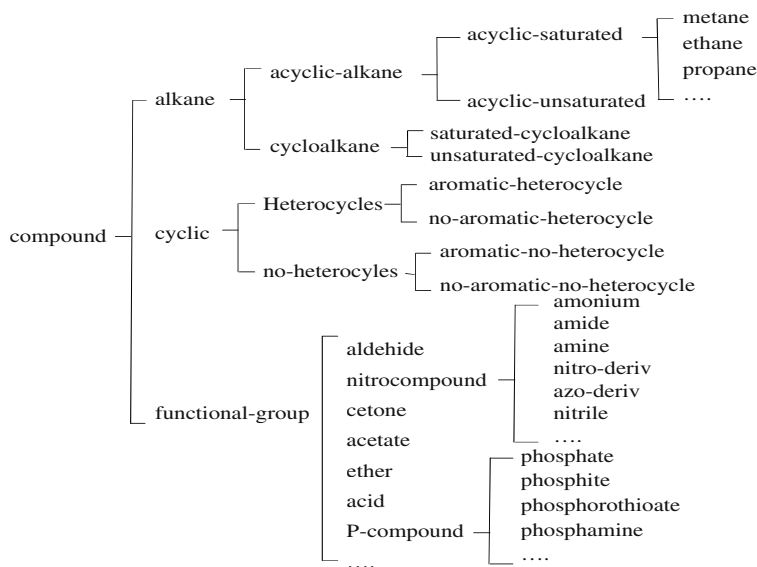 compound
alkane
acyclic-alkane
acyclic-saturated
metane
ethane
propane
....
acyclic-unsaturated
cycloalkane
saturated-cycloalkane
unsaturated-cycloalkane
cyclic
Heterocycles
aromatic-heterocycle
no-aromatic-heterocycle
no-heterocyles
aromatic-no-heterocycle
no-aromatic-no-heterocycle
functional-group
aldehide
nitrocompound
amonium
amide
amine
nitro-deriv
azo-deriv
nitrile
....
cetone
acetate
ether
acid
P-compound
phosphate
phosphite
phosphorothioate
phosphamine
....
....